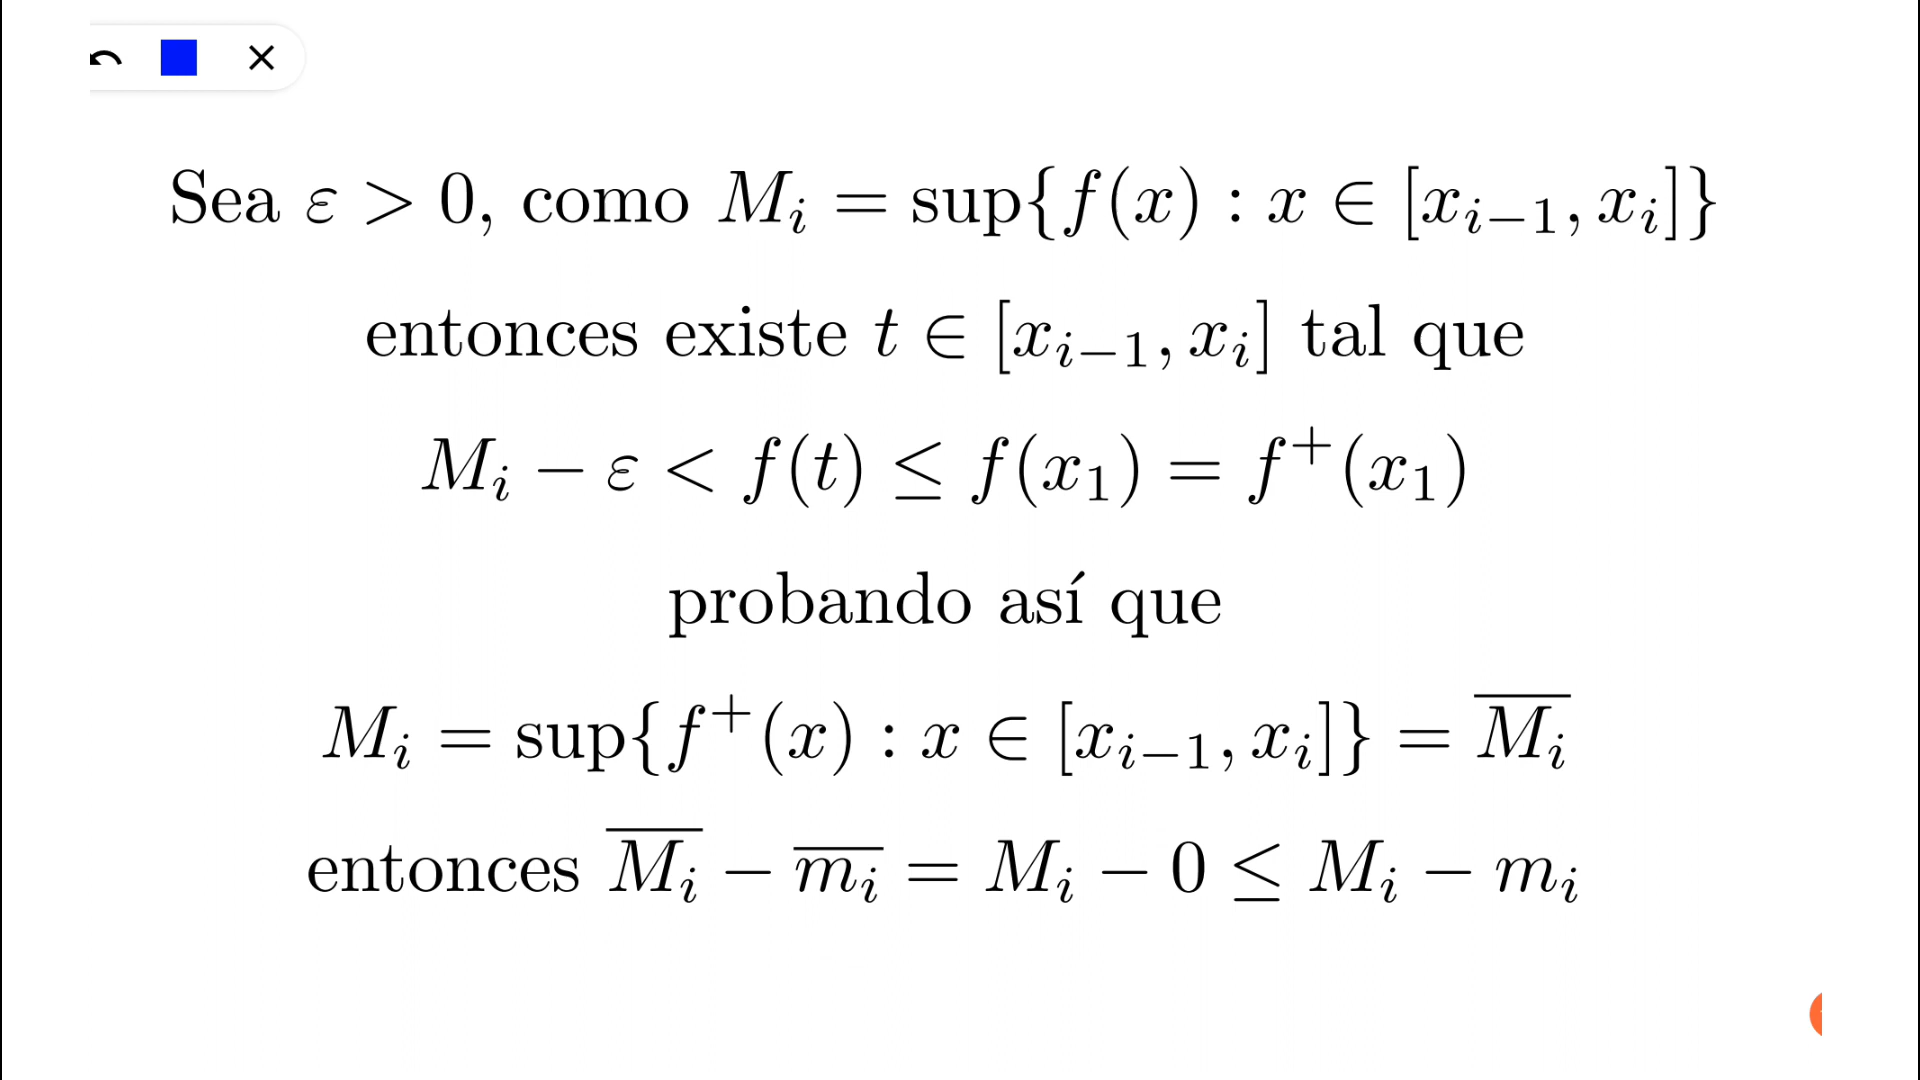 Sea ε > 0, como M_i = sup{f(x) : x ∈ [x_{i−1}, x_i]}
entonces existe t ∈ [x_{i−1}, x_i] tal que
M_i − ε < f(t) ≤ f(x_1) = f^+(x_1)
probando así que
M_i = sup{f^+(x) : x ∈ [x_{i−1}, x_i]} = \overline{M_i}
entonces \overline{M_i} − \overline{m_i} = M_i − 0 ≤ M_i − m_i